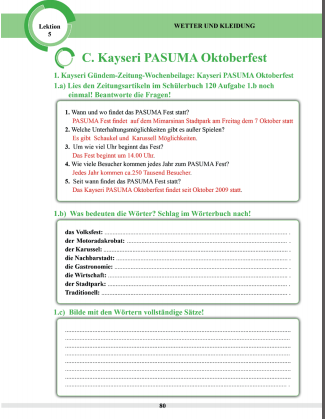 Lektion
5
WETTER UND KLEIDUNG
C. Kayseri PASUMA Oktoberfest
1. Kayseri Gündem-Zeitung-Wochenbeilage: Kayseri PASUMA Oktoberfest
1.a) Lies den Zeitungsartikeln im Schülerbuch 120 Aufgabe 1.b noch
einmal! Beantworte die Fragen!
1. Wann und wo findet das PASUMA Fest statt?
PASUMA Fest findet auf dem Mimarsinan Stadtpark am Freitag dem 7 Oktober statt
2. Welche Unterhaltungsmöglichkeiten gibt es außer Spielen?
Es gibt Schaukel und Karussell Möglichkeiten.
3. Um wie viel Uhr beginnt das Fest?
Das Fest beginnt um 14.00 Uhr.
4. Wie viele Besucher kommen jedes Jahr zum PASUMA Fest?
Jedes Jahr kommen ca.250 Tausend Besucher.
5. Seit wann findet das PASUMA Fest statt?
Das Kayseri PASUMA Oktoberfest findet seit Oktober 2009 statt.
1.b) Was bedeuten die Wörter? Schlag im Wörterbuch nach!
das Volksfest:
der Motoradakrobat:
der Karussel:
die Nachbarstadt:
die Gastronomie:
die Wirtschaft:
der Stadtpark:
Traditionell:
1.c) Bilde mit den Wörtern vollständige Sätze!
80